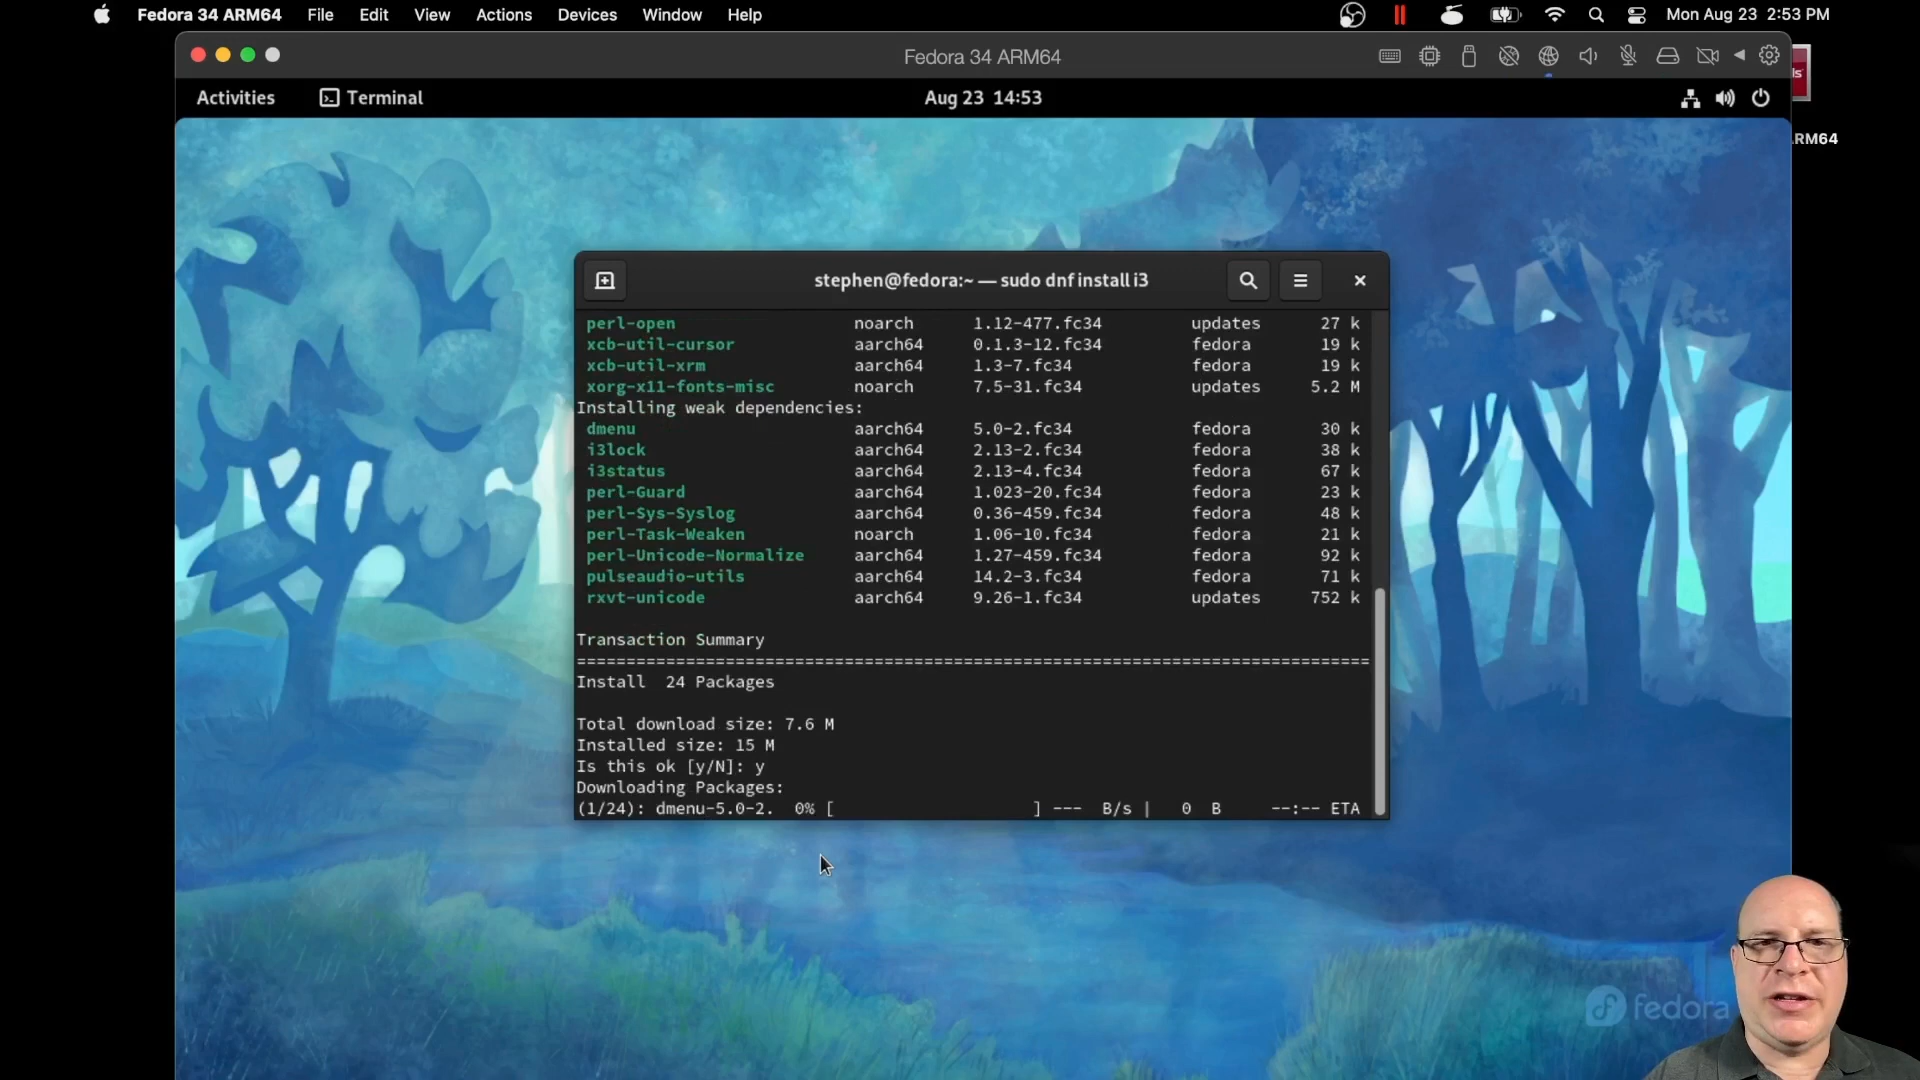 Fedora 34 ARM64 File Edit View Actions Devices Window Help Mon Aug 23 2:53 PM
Fedora 34 ARM64
Activities Terminal Aug 23 14:53
RM64
stephen@fedora:~ — sudo dnf install i3
perl-open noarch 1.12-477.fc34 updates 27 k
xcb-util-cursor aarch64 0.1.3-12.fc34 fedora 19 k
xcb-util-xrm aarch64 1.3-7.fc34 fedora 19 k
xorg-x11-fonts-misc noarch 7.5-31.fc34 updates 5.2 M
Installing weak dependencies:
dmenu aarch64 5.0-2.fc34 fedora 30 k
i3lock aarch64 2.13-2.fc34 fedora 38 k
i3status aarch64 2.13-4.fc34 fedora 67 k
perl-Guard aarch64 1.023-20.fc34 fedora 23 k
perl-Sys-Syslog aarch64 0.36-459.fc34 fedora 48 k
perl-Task-Weaken noarch 1.06-10.fc34 fedora 21 k
perl-Unicode-Normalize aarch64 1.27-459.fc34 fedora 92 k
pulseaudio-utils aarch64 14.2-3.fc34 fedora 71 k
rxvt-unicode aarch64 9.26-1.fc34 updates 752 k
Transaction Summary
================================================================================
Install 24 Packages
Total download size: 7.6 M
Installed size: 15 M
Is this ok [y/N]: y
Downloading Packages:
(1/24): dmenu-5.0-2. 0% [ ] --- B/s | 0 B --:-- ETA
fedora